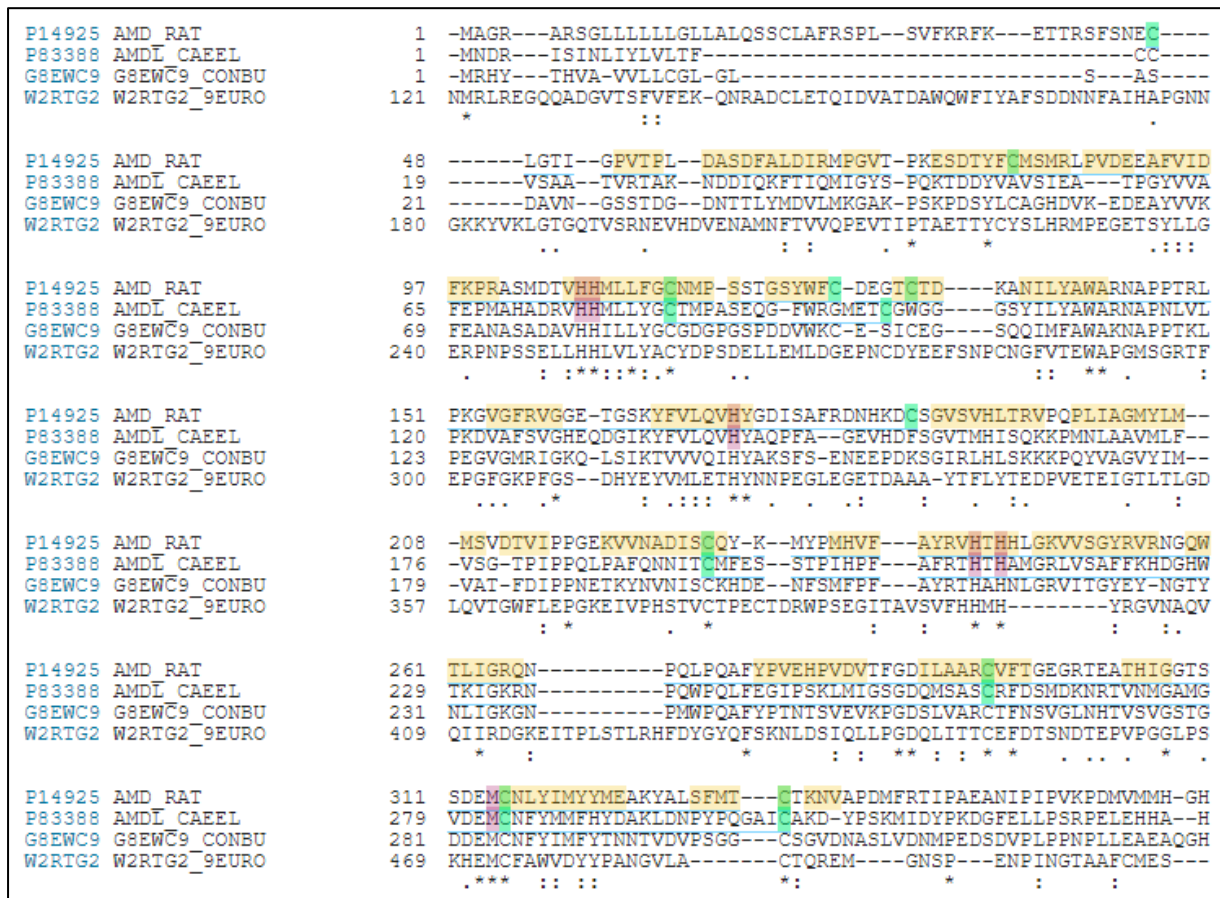 P14925 AMD_RAT 1 -MAGR---ARSGLLLLLLGLLALQSSCLAFRSPL--SVFKRFK---ETTRSFSNEC----
P83388 AMDL_CAEEL 1 -MNDR---ISINLIYLVLTF-----------------------------------CC----
G8EWC9 G8EWC9_CONBU 1 -MRHY---THVA-VVLLCGL-GL----------------------------S--AS-----
W2RTG2 W2RTG2_9EURO 121 NMRLREGQQADGVTSFVFEK-QNRADCLETQIDVATDAWQWFIYAFSDDNNFAIHAPGNN
* :: .
P14925 AMD_RAT 48 ------LGTI--GPVTPL--DASDFALDIRMPGVT-PKESDTYFCMSMRLPVDEEAFVID
P83388 AMDL_CAEEL 19 ------VSAA--TVRTAK--NDDIQKFTIQMIGYS-PQKTDDYVAVSIEA---TPGYVVA
G8EWC9 G8EWC9_CONBU 21 ------DAVN--GSSTDG--DNTTLYMDVLMKGAK-PSKPDSYLCAGHDVK-EDEAYVVK
W2RTG2 W2RTG2_9EURO 180 GKKYVKLGTGQTVSRNEVHDVENAMNFTVVQPEVTIPTAETTYCYSLHRMPEGETSYLLG
.. . : : . * * .:::
P14925 AMD_RAT 97 FKPRASMDTVHHMLLFGCNMP-SSTGSYWFC-DEGTCTD----KANILYAWARNAPPTRL
P83388 AMDL_CAEEL 65 FEPMAHADRVHHMLLYGCTMPASEQG-FWRGMETCGWGG----GSYILYAWARNAPNLVL
G8EWC9 G8EWC9_CONBU 69 FEANASADAVHHILLYGCGDGPGSPDDVWKC-E-SICEG----SQQIMFAWAKNAPPTKL
W2RTG2 W2RTG2_9EURO 240 ERPNPSSELLHHLVLYACYDPSDELLEMLDGEPNCDYEEFSNPCNGFVTEWAPGMSGRTF
. : :**::*:.* .. :: ** . :
P14925 AMD_RAT 151 PKGVGFRVGGE-TGSKYFVLQVHYGDISAFRDNHKDCSGVSVHLTRVPQPLIAGMYLM--
P83388 AMDL_CAEEL 120 PKDVAFSVGHEQDGIKYFVLQVHYAQPFA--GEVHDFSGVTMHISQKKPMNLAAVMLF--
G8EWC9 G8EWC9_CONBU 123 PEGVGMRIGKQ-LSIKTVVVQIHYAKSFS-ENEEPDKSGIRLHLSKKKPQYVAGVYIM--
W2RTG2 W2RTG2_9EURO 300 EPGFGKPFGS--DHYEYVMLETHYNNPEGLEGETDAAA-YTFLYTEDPVETEIGTLTLGD
... .* : .::: ** . .: : : :. . :
P14925 AMD_RAT 208 -MSVDTVIPPGEKVVNADISCQY-K--MYPMHVF---AYRVHTHHLGKVVSGYRVRNGQW
P83388 AMDL_CAEEL 176 -VSG-TPIPPQLPAFQNNITCMFES--STPIHPF---AFRTHTHAMGRLVSAFFKHDGHW
G8EWC9 G8EWC9_CONBU 179 -VAT-FDIPPNETKYNVNISCKHDE--NFSMFPF---AYRTHAHNLGRVITGYEY-NGTY
W2RTG2 W2RTG2_9EURO 357 LQVTGWFLEPGKEIVPHSTVCTPECTDRWPSEGITAVSVFHHMH--------YRGVNAQV
: * . * : : * * : :.
P14925 AMD_RAT 261 TLIGRQN----------PQLPQAFYPVEHPVDVTFGDILAARCVFTGEGRTEATHIGGTS
P83388 AMDL_CAEEL 229 TKIGKRN----------PQWPQLFEGIPSKLMIGSGDQMSASCRFDSMDKNRTVNMGAMG
G8EWC9 G8EWC9_CONBU 231 NLIGKGN----------PMWPQAFYPTNTSVEVKPGDSLVARCTFNSVGLNHTVSVGSTG
W2RTG2 W2RTG2_9EURO 409 QIIRDGKEITPLSTLRHFDYGYQFSKNLDSIQLLPGDQLITTCEFDTSNDTEPVPGGLPS
* : * : : ** : : * * . . . * .
P14925 AMD_RAT 311 SDEMCNLYIMYYMEAKYALSFMT---CTKNVAPDMFRTIPAEANIPIPVKPDMVMMH-GH
P83388 AMDL_CAEEL 279 VDEMCNFYMMFHYDAKLDNPYPQGAICAKD-YPSKMIDYPKDGFELLPSRPELEHHA--H
G8EWC9 G8EWC9_CONBU 281 DDEMCNFYIMFYTNNTVDVPSGG---CSGVDNASLVDNMPEDSDVPLPPNPLLEAEAQGH
W2RTG2 W2RTG2_9EURO 469 KHEMCFAWVDYYPANGVLA-------CTQREM---GNSP---ENPINGTAAFCMES---
.*** :: :: *: * : :